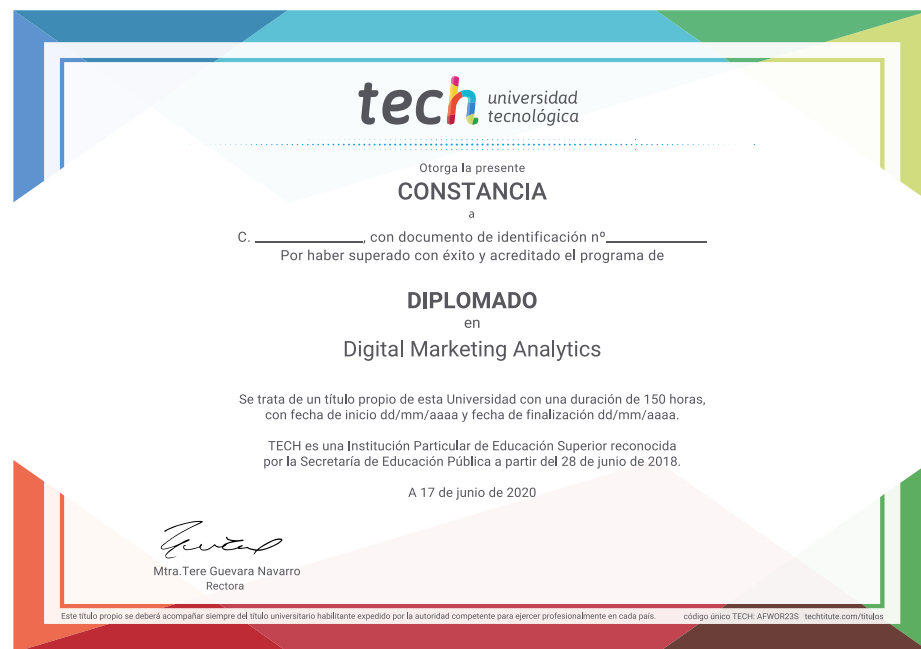 tech universidad
tecnológica
Otorga la presente
CONSTANCIA
a
C. ______________, con documento de identificación nº______________
Por haber superado con éxito y acreditado el programa de
DIPLOMADO
en
Digital Marketing Analytics
Se trata de un título propio de esta Universidad con una duración de 150 horas,
con fecha de inicio dd/mm/aaaa y fecha de finalización dd/mm/aaaa.
TECH es una Institución Particular de Educación Superior reconocida
por la Secretaría de Educación Pública a partir del 28 de junio de 2018.
A 17 de junio de 2020
Mtra.Tere Guevara Navarro
Rectora
Este título propio se deberá acompañar siempre del título universitario habilitante expedido por la autoridad competente para ejercer profesionalmente en cada país. código único TECH: AFWOR23S techtitute.com/titulos